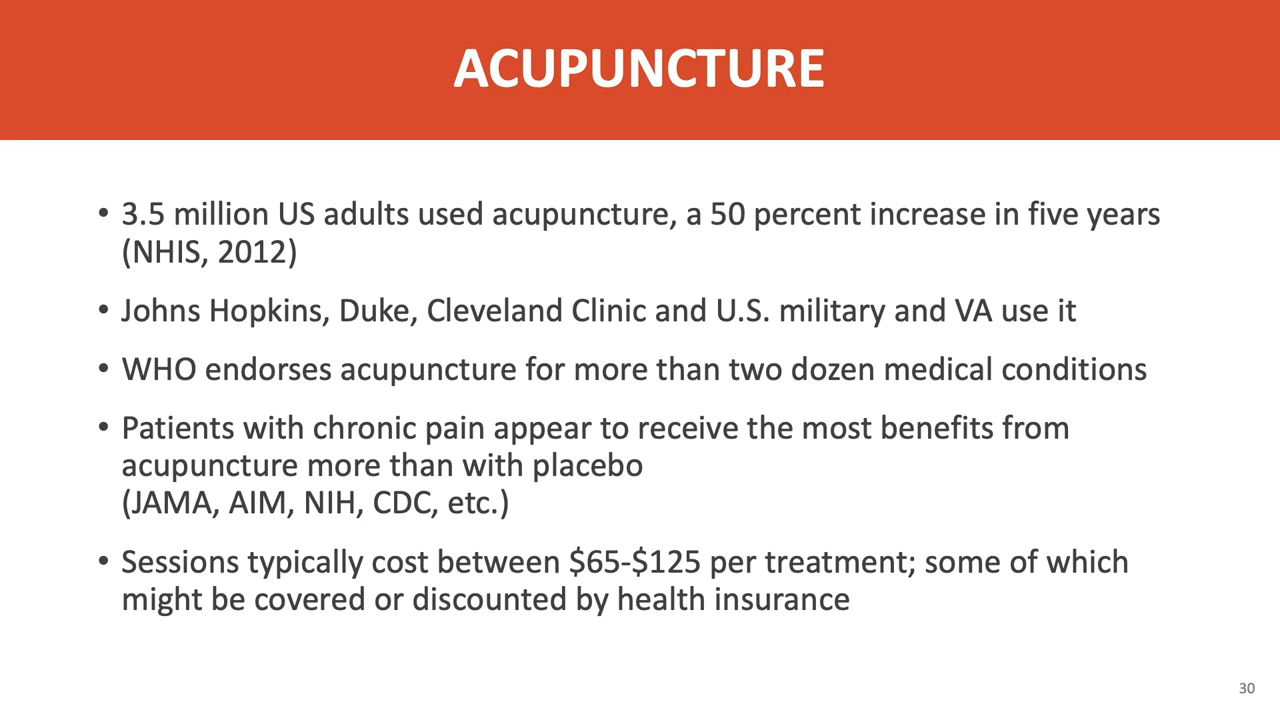 ACUPUNCTURE
• 3.5 million US adults used acupuncture, a 50 percent increase in five years
(NHIS, 2012)
• Johns Hopkins, Duke, Cleveland Clinic and U.S. military and VA use it
• WHO endorses acupuncture for more than two dozen medical conditions
• Patients with chronic pain appear to receive the most benefits from
acupuncture more than with placebo
(JAMA, AIM, NIH, CDC, etc.)
• Sessions typically cost between $65-$125 per treatment; some of which
might be covered or discounted by health insurance
30